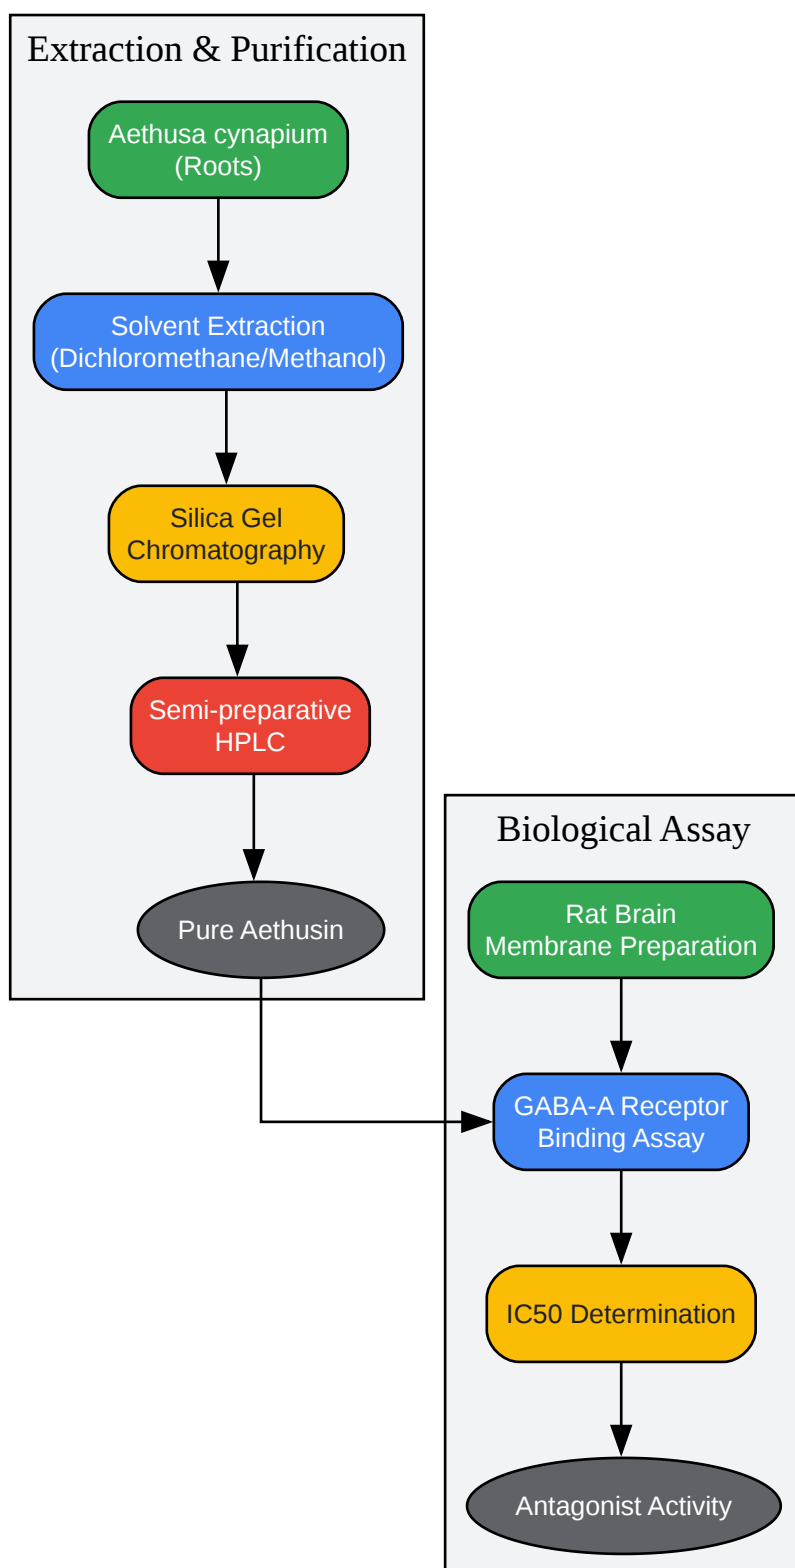 Extraction & Purification
Aethusa cynapium
(Roots)
Solvent Extraction
(Dichloromethane/Methanol)
Silica Gel
Chromatography
Semi-preparative
HPLC
Pure Aethusin
Biological Assay
Rat Brain
Membrane Preparation
GABA-A Receptor
Binding Assay
IC50 Determination
Antagonist Activity